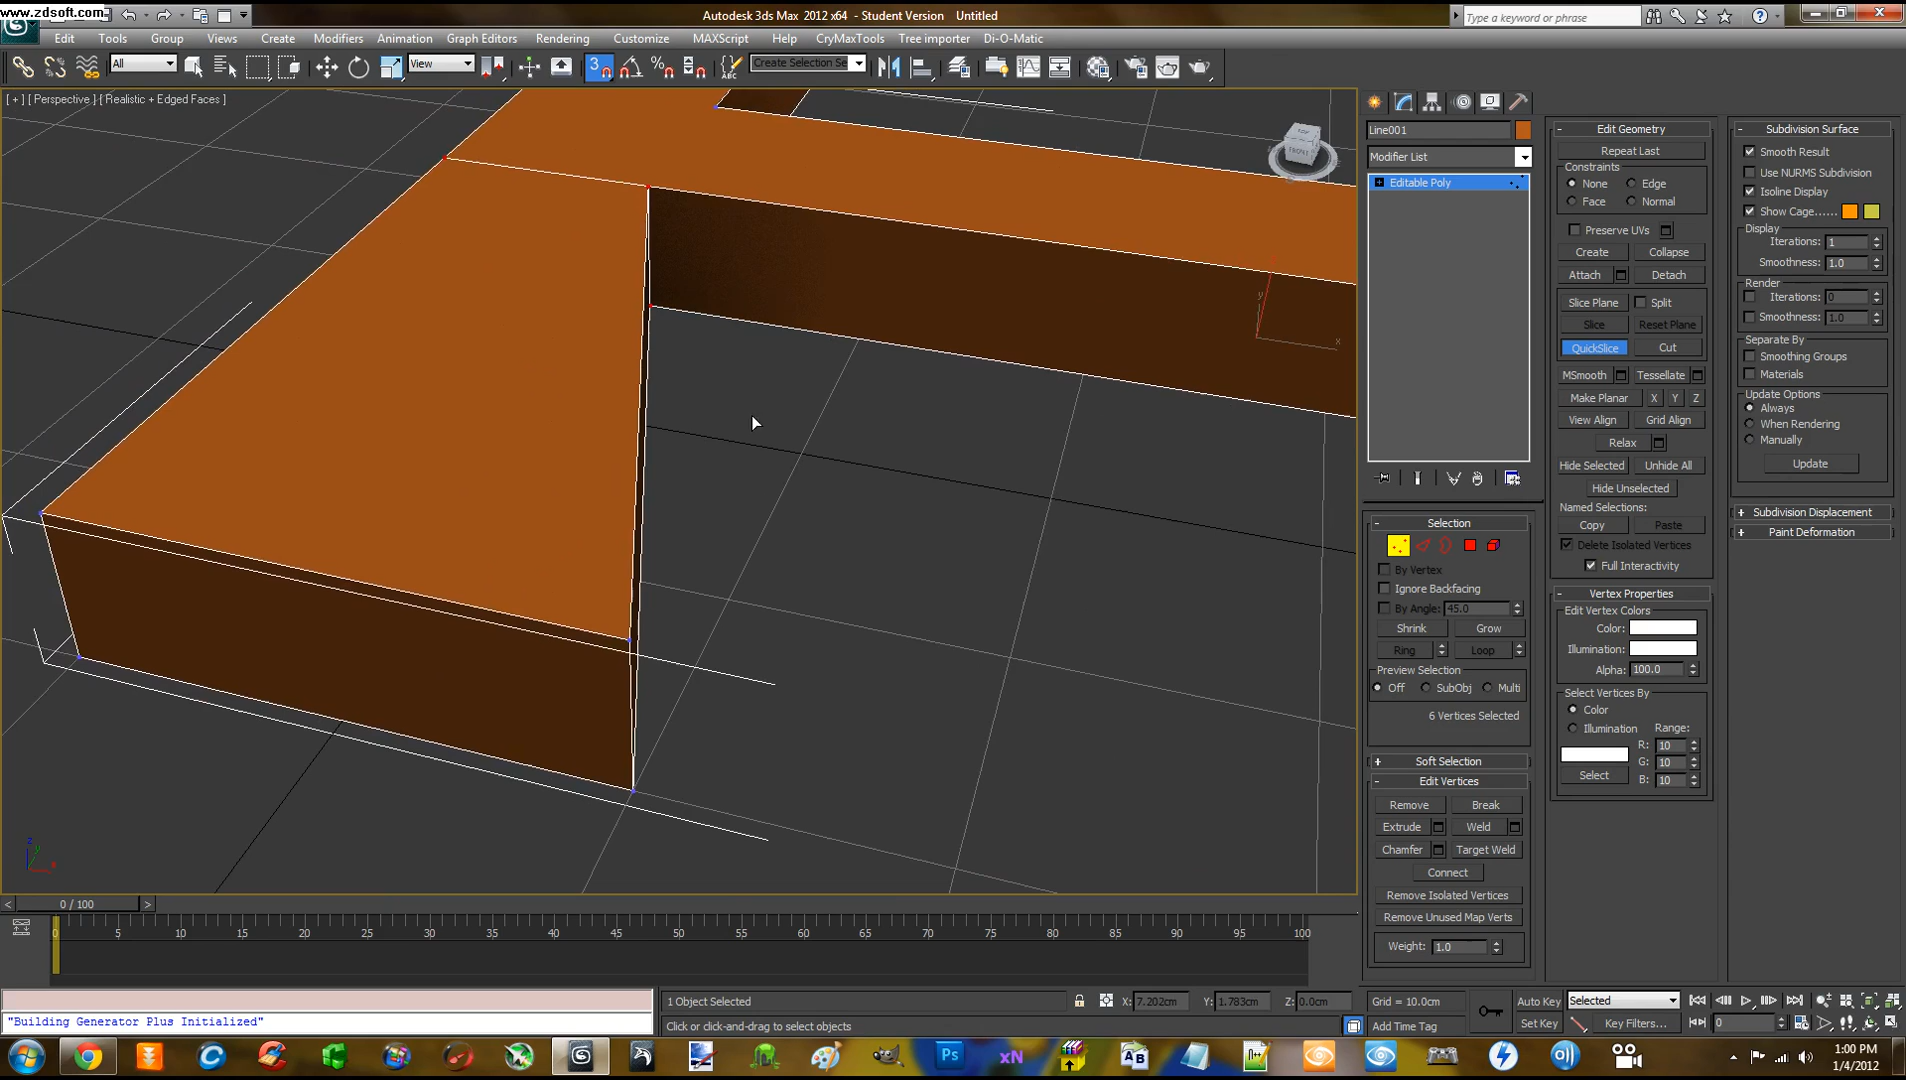 www.zdsoft.com
Autodesk 3ds Max 2012 x64 - Student Version Untitled
Type a keyword or phrase
Edit Tools Group Views Create Modifiers Animation Graph Editors Rendering Customize MAXScript Help CryMaxTools Tree importer Di-O-Matic
All View 3 Create Selection Se
[ + ] [ Perspective ] [ Realistic + Edged Faces ]
FRONT
y
x
Line001
Modifier List
Editable Poly
Selection
By Vertex
Ignore Backfacing
By Angle: 45.0
Shrink Grow
Ring Loop
Preview Selection
Off SubObj Multi
6 Vertices Selected
Soft Selection
Edit Vertices
Remove Break
Extrude Weld
Chamfer Target Weld
Connect
Remove Isolated Vertices
Remove Unused Map Verts
Weight: 1.0
Edit Geometry
Repeat Last
Constraints
None Edge
Face Normal
Preserve UVs
Create Collapse
Attach Detach
Slice Plane Split
Slice Reset Plane
QuickSlice Cut
MSmooth Tessellate
Make Planar X Y Z
View Align Grid Align
Relax
Hide Selected Unhide All
Hide Unselected
Named Selections:
Copy Paste
Delete Isolated Vertices
Full Interactivity
Vertex Properties
Edit Vertex Colors
Color:
Illumination:
Alpha: 100.0
Select Vertices By
Color
Illumination Range:
R: 10
G: 10
Select B: 10
Subdivision Surface
Smooth Result
Use NURMS Subdivision
Isoline Display
Show Cage......
Display
Iterations: 1
Smoothness: 1.0
Render
Iterations: 0
Smoothness: 1.0
Separate By
Smoothing Groups
Materials
Update Options
Always
When Rendering
Manually
Update
Subdivision Displacement
Paint Deformation
z
y
x
< 0 / 100 >
0 5 10 15 20 25 30 35 40 45 50 55 60 65 70 75 80 85 90 95 100
1 Object Selected X: 7.202cm Y: 1.783cm Z: 0.0cm Grid = 10.0cm Auto Key Selected
"Building Generator Plus Initialized" Click or click-and-drag to select objects Add Time Tag Set Key Key Filters... 0
Ps xN AB
1:00 PM
1/4/2012